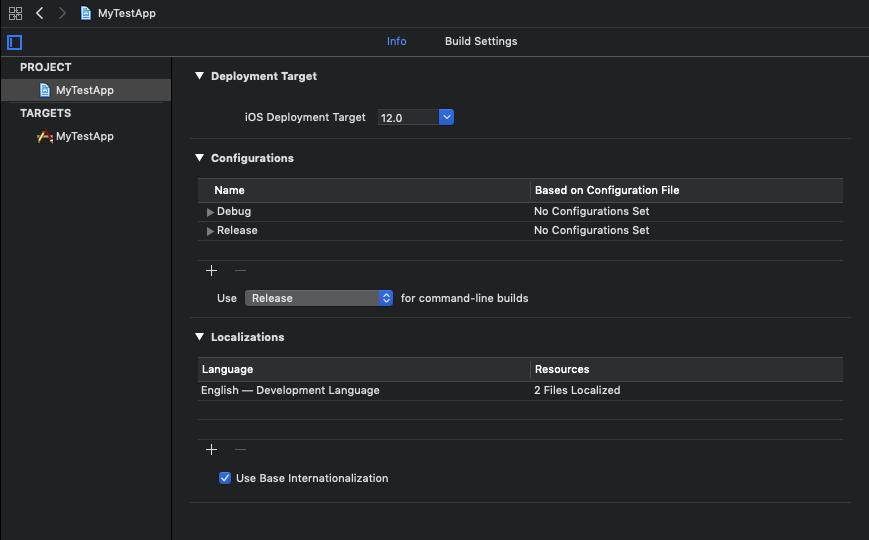 MyTestApp
Info Build Settings
PROJECT
MyTestApp
TARGETS
MyTestApp
Deployment Target
iOS Deployment Target 12.0
Configurations
Name Based on Configuration File
Debug No Configurations Set
Release No Configurations Set
Use Release for command-line builds
Localizations
Language Resources
English — Development Language 2 Files Localized
Use Base Internationalization